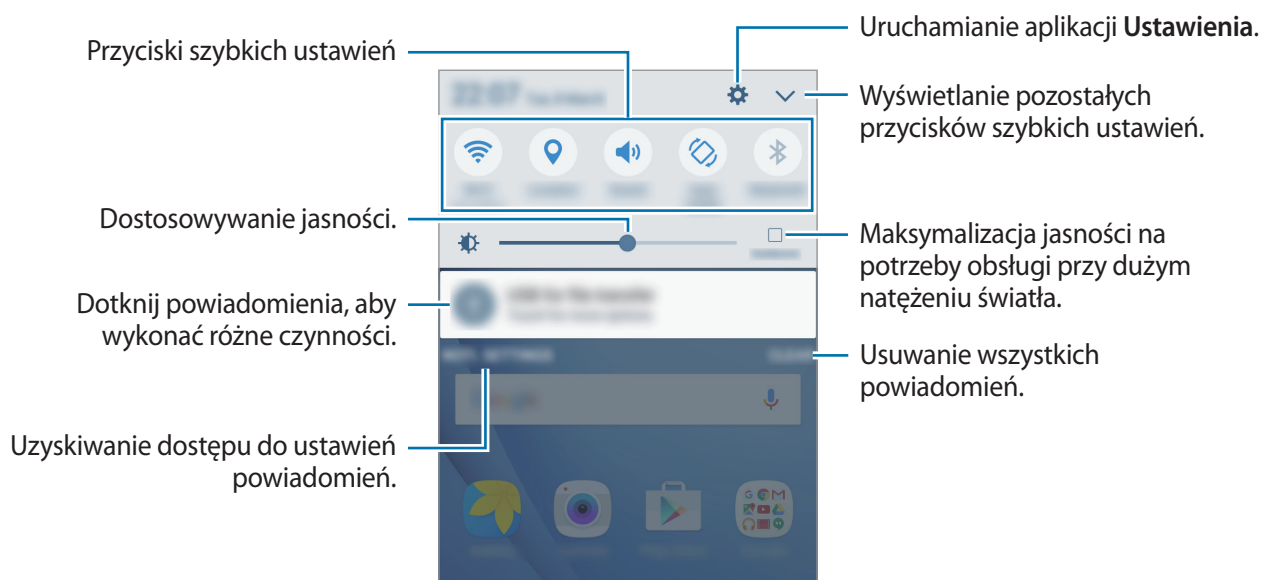 Przyciski szybkich ustawień
Uruchamianie aplikacji Ustawienia.
Wyświetlanie pozostałych
przycisków szybkich ustawień.
Dostosowywanie jasności.
Maksymalizacja jasności na
potrzeby obsługi przy dużym
natężeniu światła.
Dotknij powiadomienia, aby
wykonać różne czynności.
Usuwanie wszystkich
powiadomień.
Uzyskiwanie dostępu do ustawień
powiadomień.